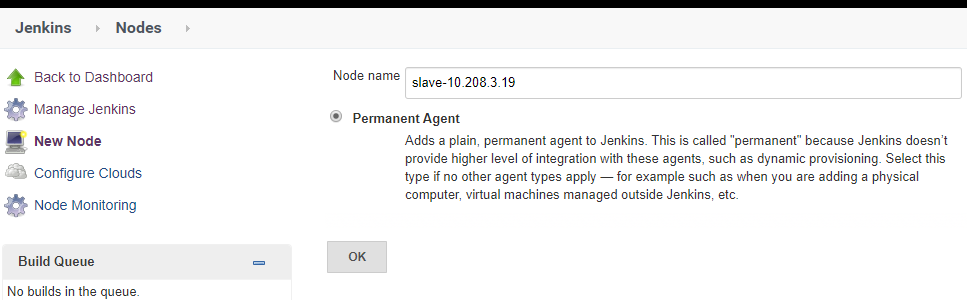 Jenkins
Nodes
Back to Dashboard
Manage Jenkins
New Node
Configure Clouds
Node Monitoring
Build Queue
No builds in the queue.
Node name
slave-10.208.3.19
Permanent Agent
Adds a plain, permanent agent to Jenkins. This is called "permanent" because Jenkins doesn't
provide higher level of integration with these agents, such as dynamic provisioning. Select this
type if no other agent types apply — for example such as when you are adding a physical
computer, virtual machines managed outside Jenkins, etc.
OK